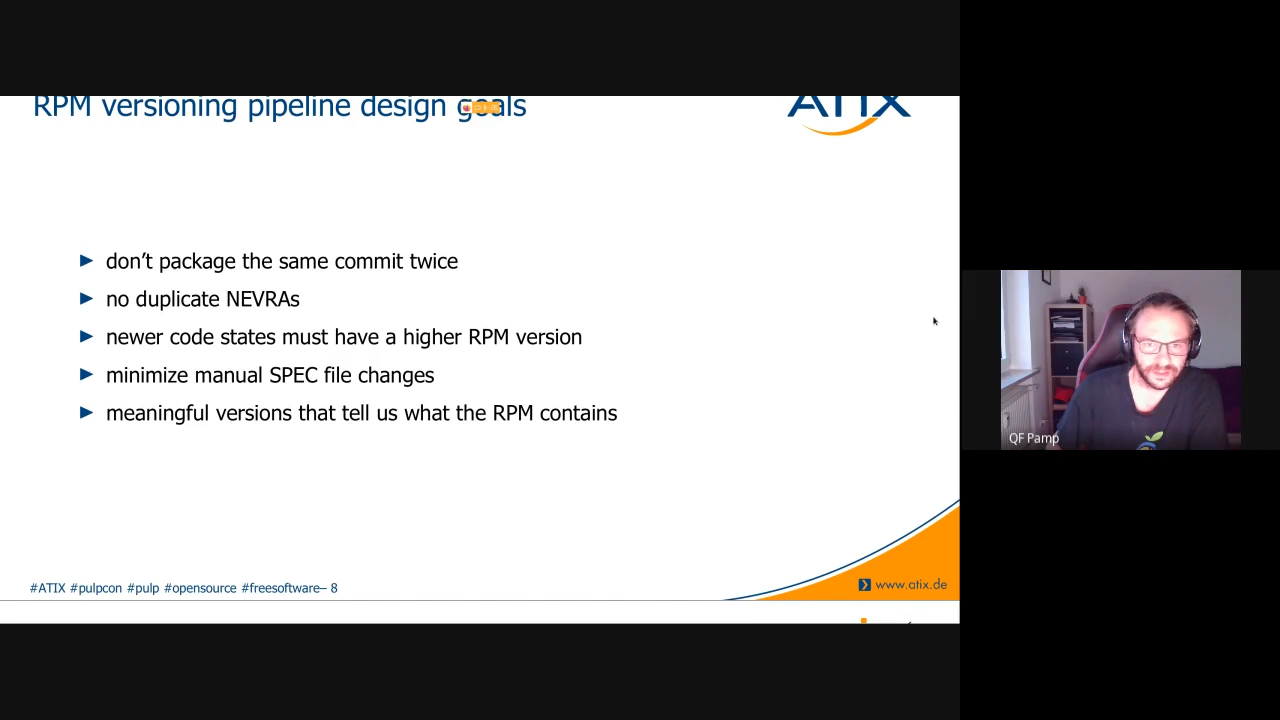 RPM versioning pipeline design goals
ATIX
don't package the same commit twice
no duplicate NEVRAs
newer code states must have a higher RPM version
minimize manual SPEC file changes
meaningful versions that tell us what the RPM contains
#ATIX #pulpcon #pulp #opensource #freesoftware– 8
www.atix.de
QF Pamp